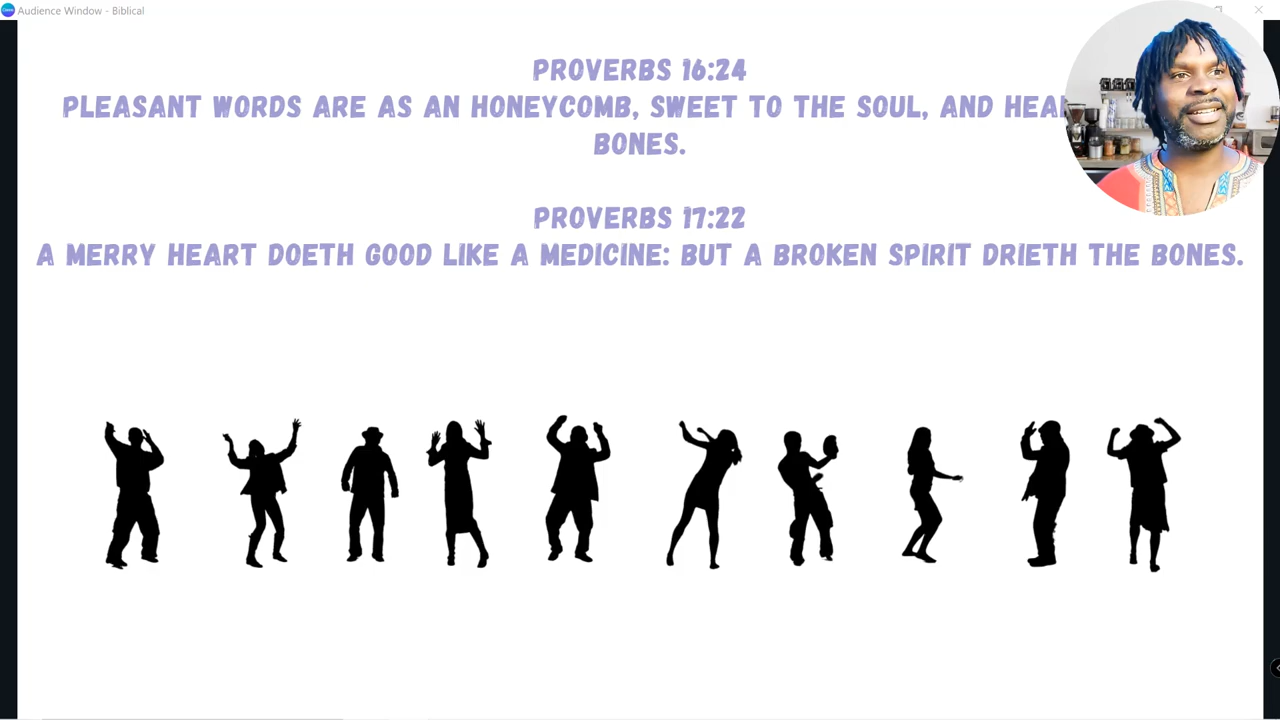 Audience Window - Biblical
PROVERBS 16:24
PLEASANT WORDS ARE AS AN HONEYCOMB, SWEET TO THE SOUL, AND
BONES.
PROVERBS 17:22
A MERRY HEART DOETH GOOD LIKE A MEDICINE: BUT A BROKEN SPIRIT DRIETH THE BONES.